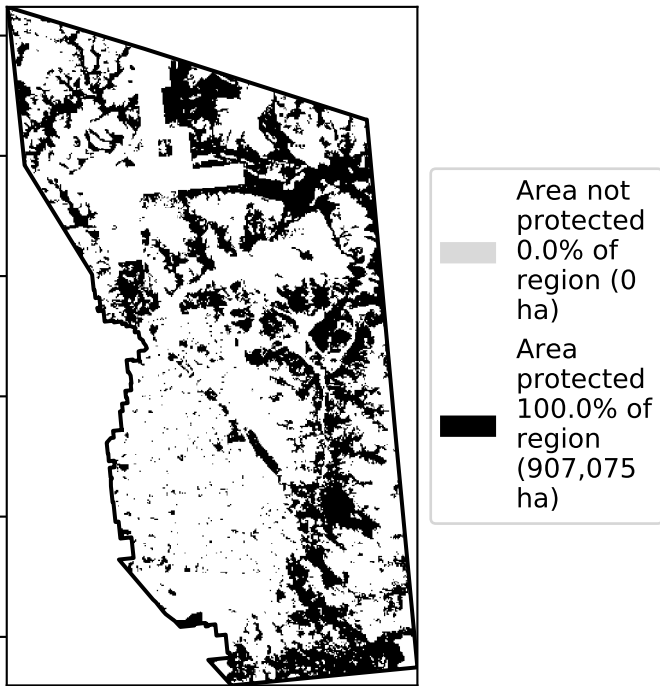 Area not
protected
0.0% of
region (0
ha)
Area
protected
100.0% of
region
(907,075
ha)